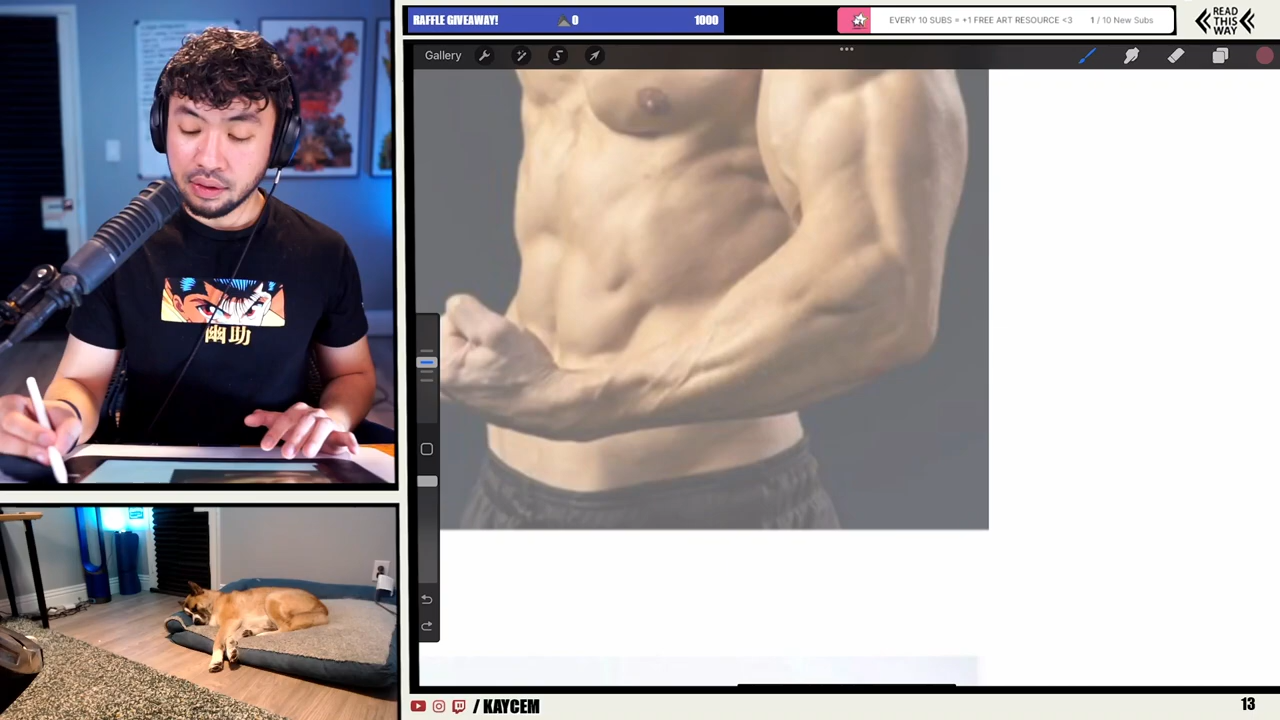 RAFFLE GIVEAWAY! 0 1000
EVERY 10 SUBS = +1 FREE ART RESOURCE <3 1 / 10 New Subs
READ
THIS
WAY
Gallery
幽助
/ KAYCEM
13